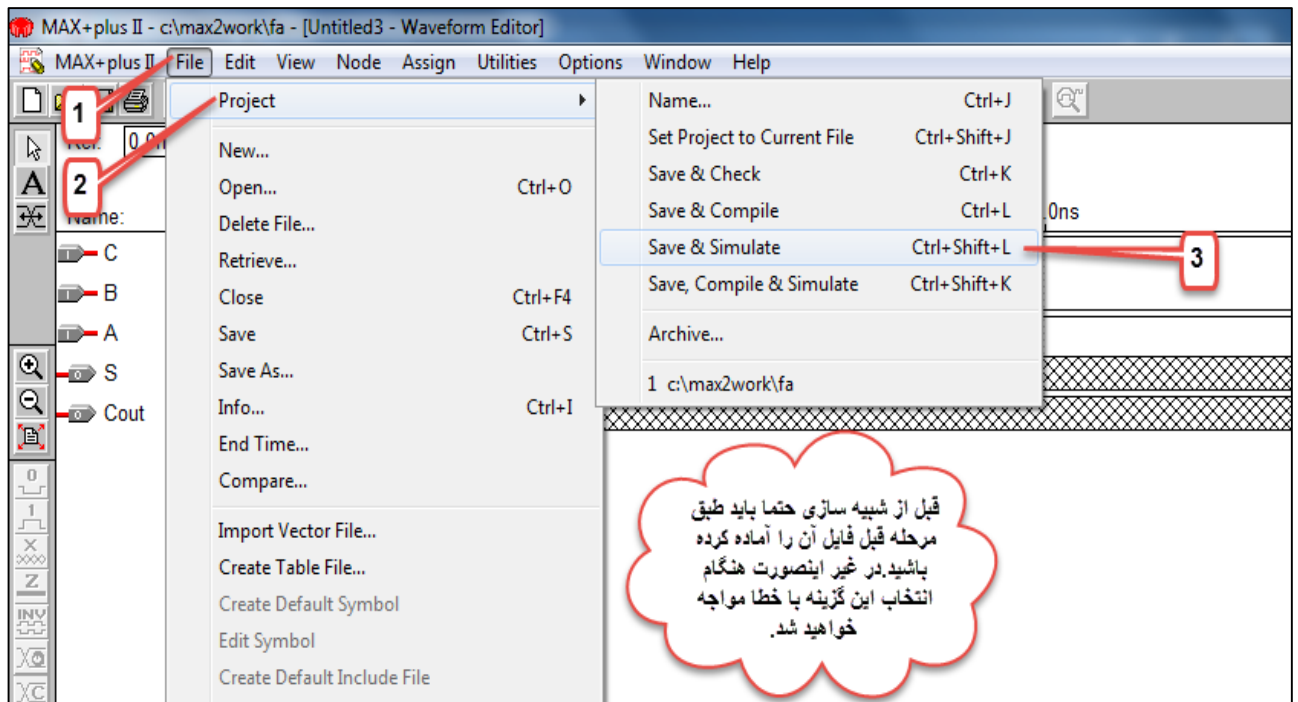 MAX+plus II - c:\max2work\fa - [Untitled3 - Waveform Editor]
MAX+plus II File Edit View Node Assign Utilities Options Window Help
1
2
3
Project
New...
Open... Ctrl+O
Delete File...
Retrieve...
Close Ctrl+F4
Save Ctrl+S
Save As...
Info... Ctrl+I
End Time...
Compare...
Import Vector File...
Create Table File...
Create Default Symbol
Edit Symbol
Create Default Include File
Name... Ctrl+J
Set Project to Current File Ctrl+Shift+J
Save & Check Ctrl+K
Save & Compile Ctrl+L
Save & Simulate Ctrl+Shift+L
Save, Compile & Simulate Ctrl+Shift+K
Archive...
1 c:\max2work\fa
.0ns
Name:
C
B
A
S
Cout
A
0
1
X
Z
INV
XC
قبل از شبیه سازی حتما باید طبق
مرحله قبل فایل آن را آماده کرده
باشید.در غیر اینصورت هنگام
انتخاب این گزینه با خطا مواجه
خواهید شد.